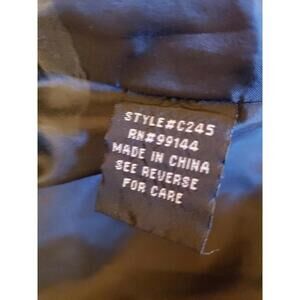 STYLE#C245
RN#99144
MADE IN CHINA
SEE REVERSE
FOR CARE